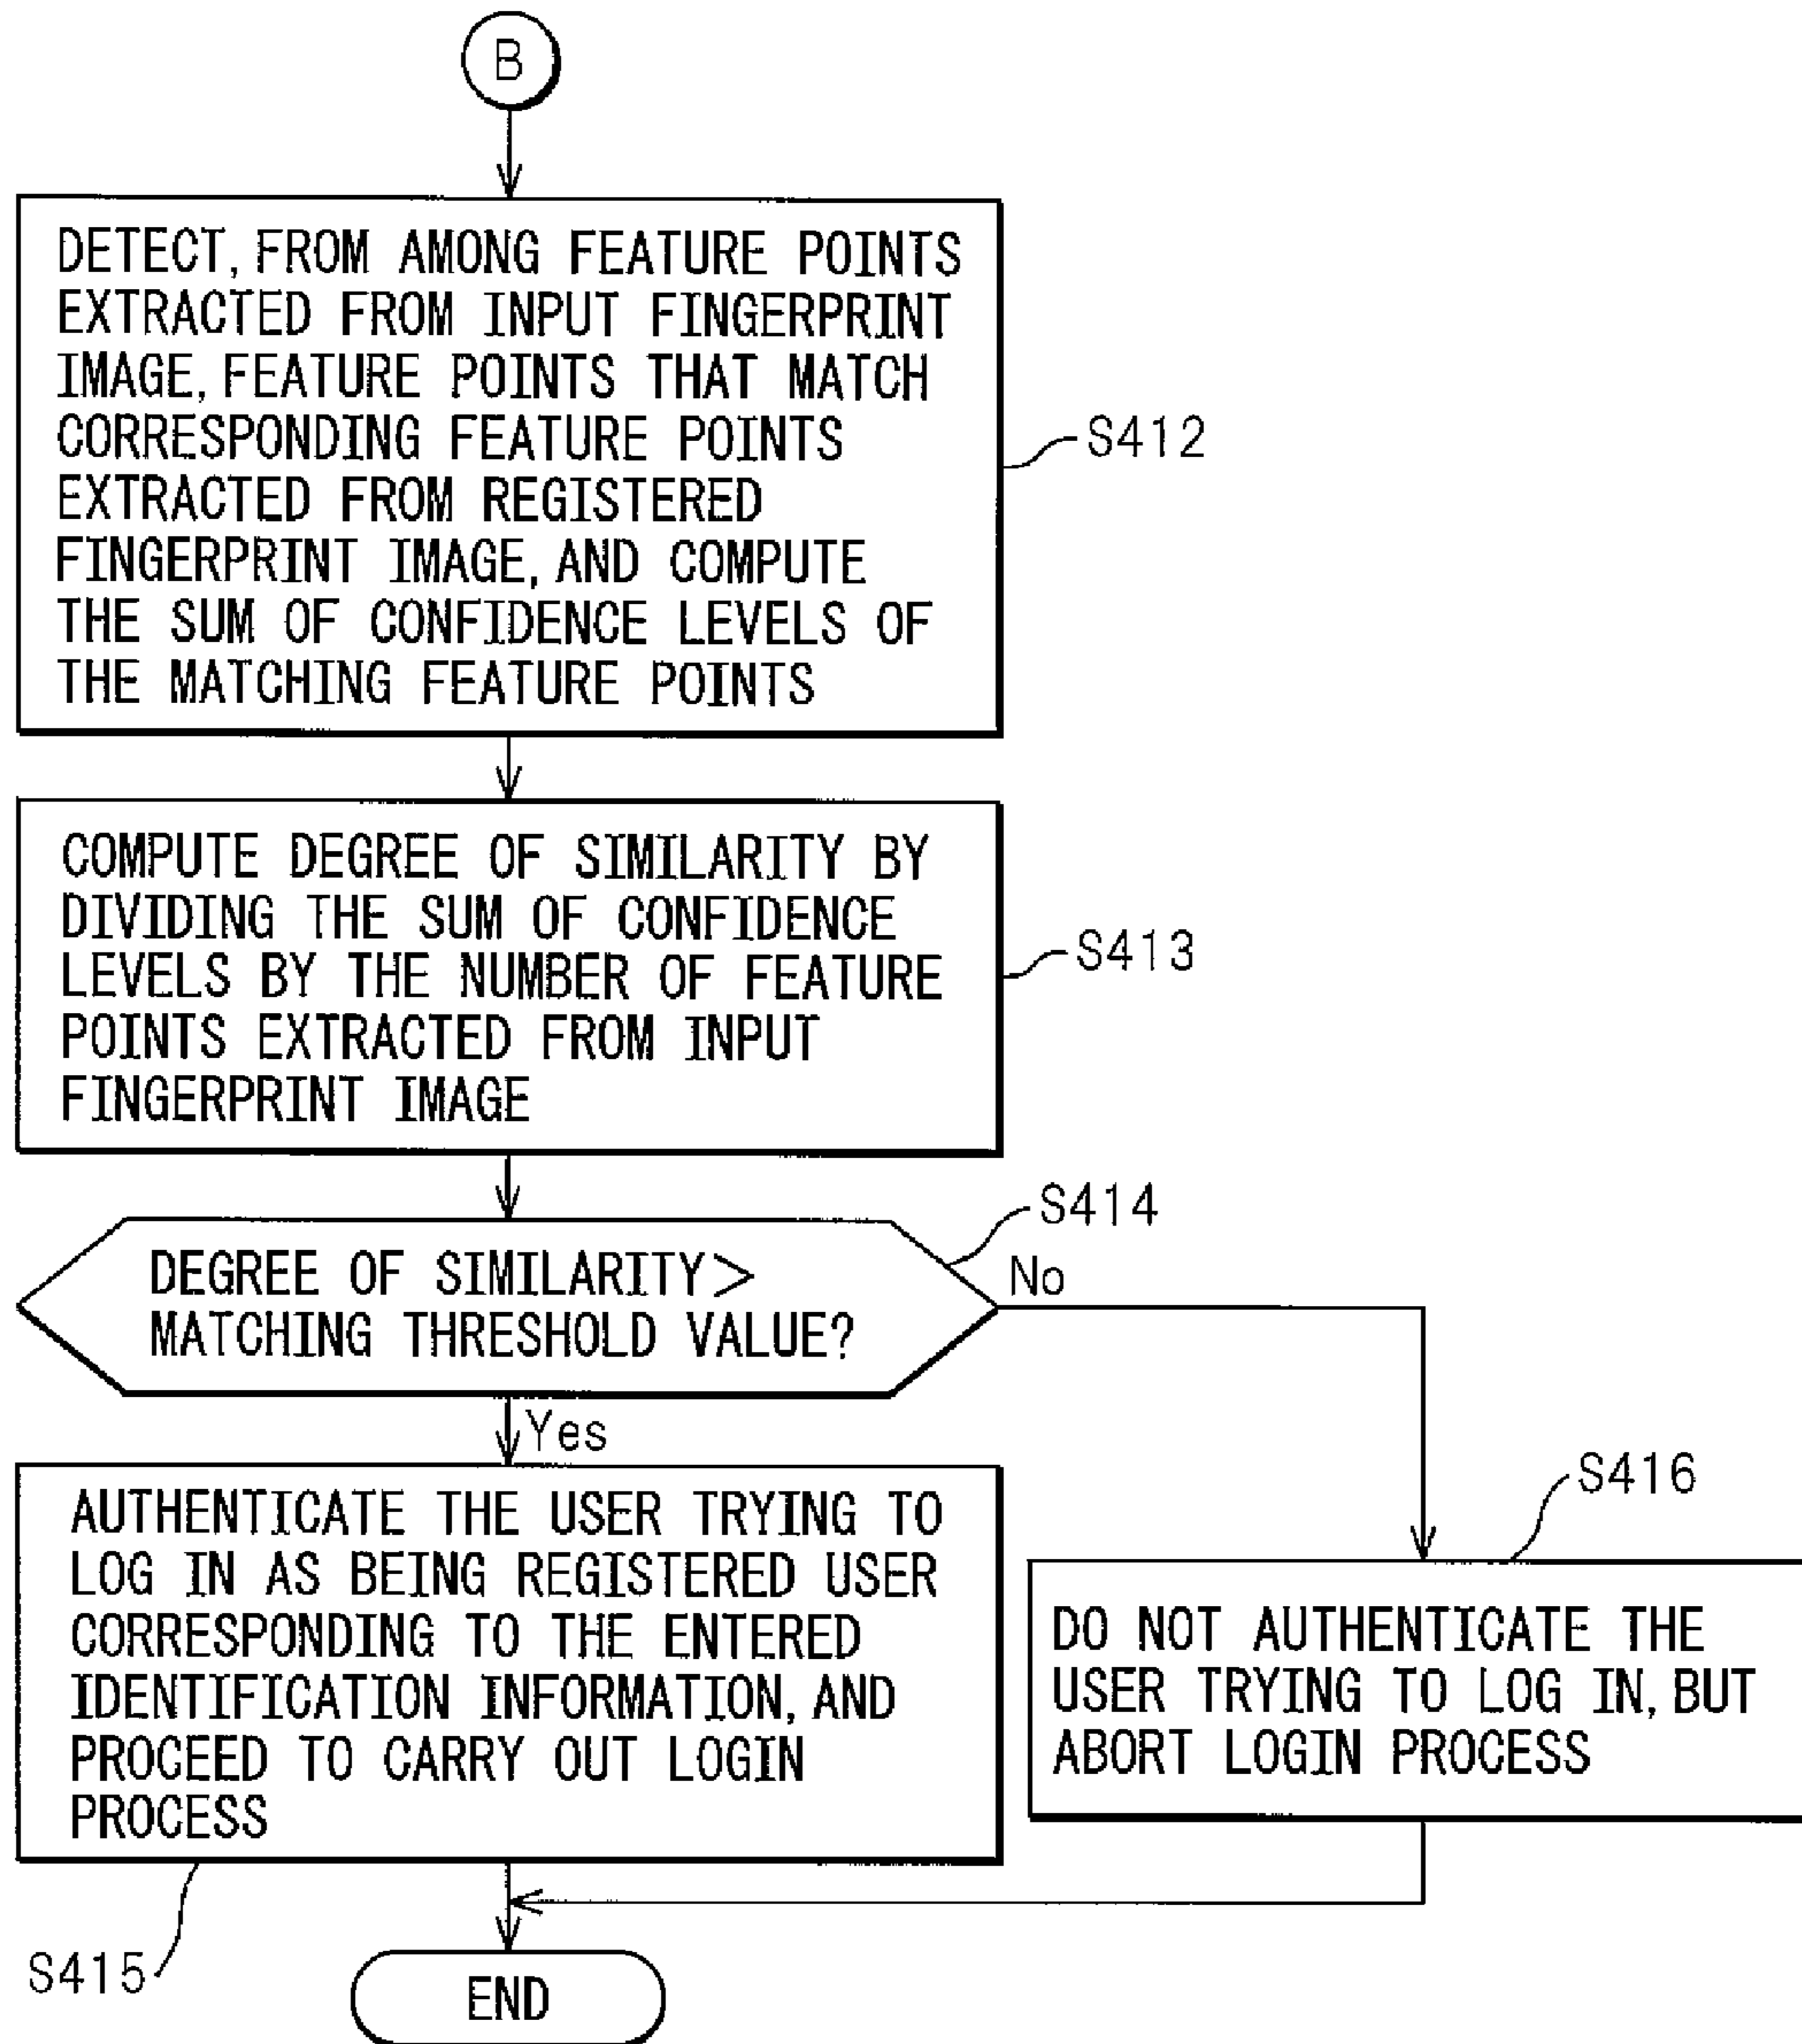 B
DETECT, FROM AMONG FEATURE POINTS
EXTRACTED FROM INPUT FINGERPRINT
IMAGE, FEATURE POINTS THAT MATCH
CORRESPONDING FEATURE POINTS
EXTRACTED FROM REGISTERED
FINGERPRINT IMAGE, AND COMPUTE
THE SUM OF CONFIDENCE LEVELS OF
THE MATCHING FEATURE POINTS
S412
COMPUTE DEGREE OF SIMILARITY BY
DIVIDING THE SUM OF CONFIDENCE
LEVELS BY THE NUMBER OF FEATURE
POINTS EXTRACTED FROM INPUT
FINGERPRINT IMAGE
S413
S414
DEGREE OF SIMILARITY>
MATCHING THRESHOLD VALUE?
No
Yes
AUTHENTICATE THE USER TRYING TO
LOG IN AS BEING REGISTERED USER
CORRESPONDING TO THE ENTERED
IDENTIFICATION INFORMATION, AND
PROCEED TO CARRY OUT LOGIN
PROCESS
S415
S416
DO NOT AUTHENTICATE THE
USER TRYING TO LOG IN, BUT
ABORT LOGIN PROCESS
END